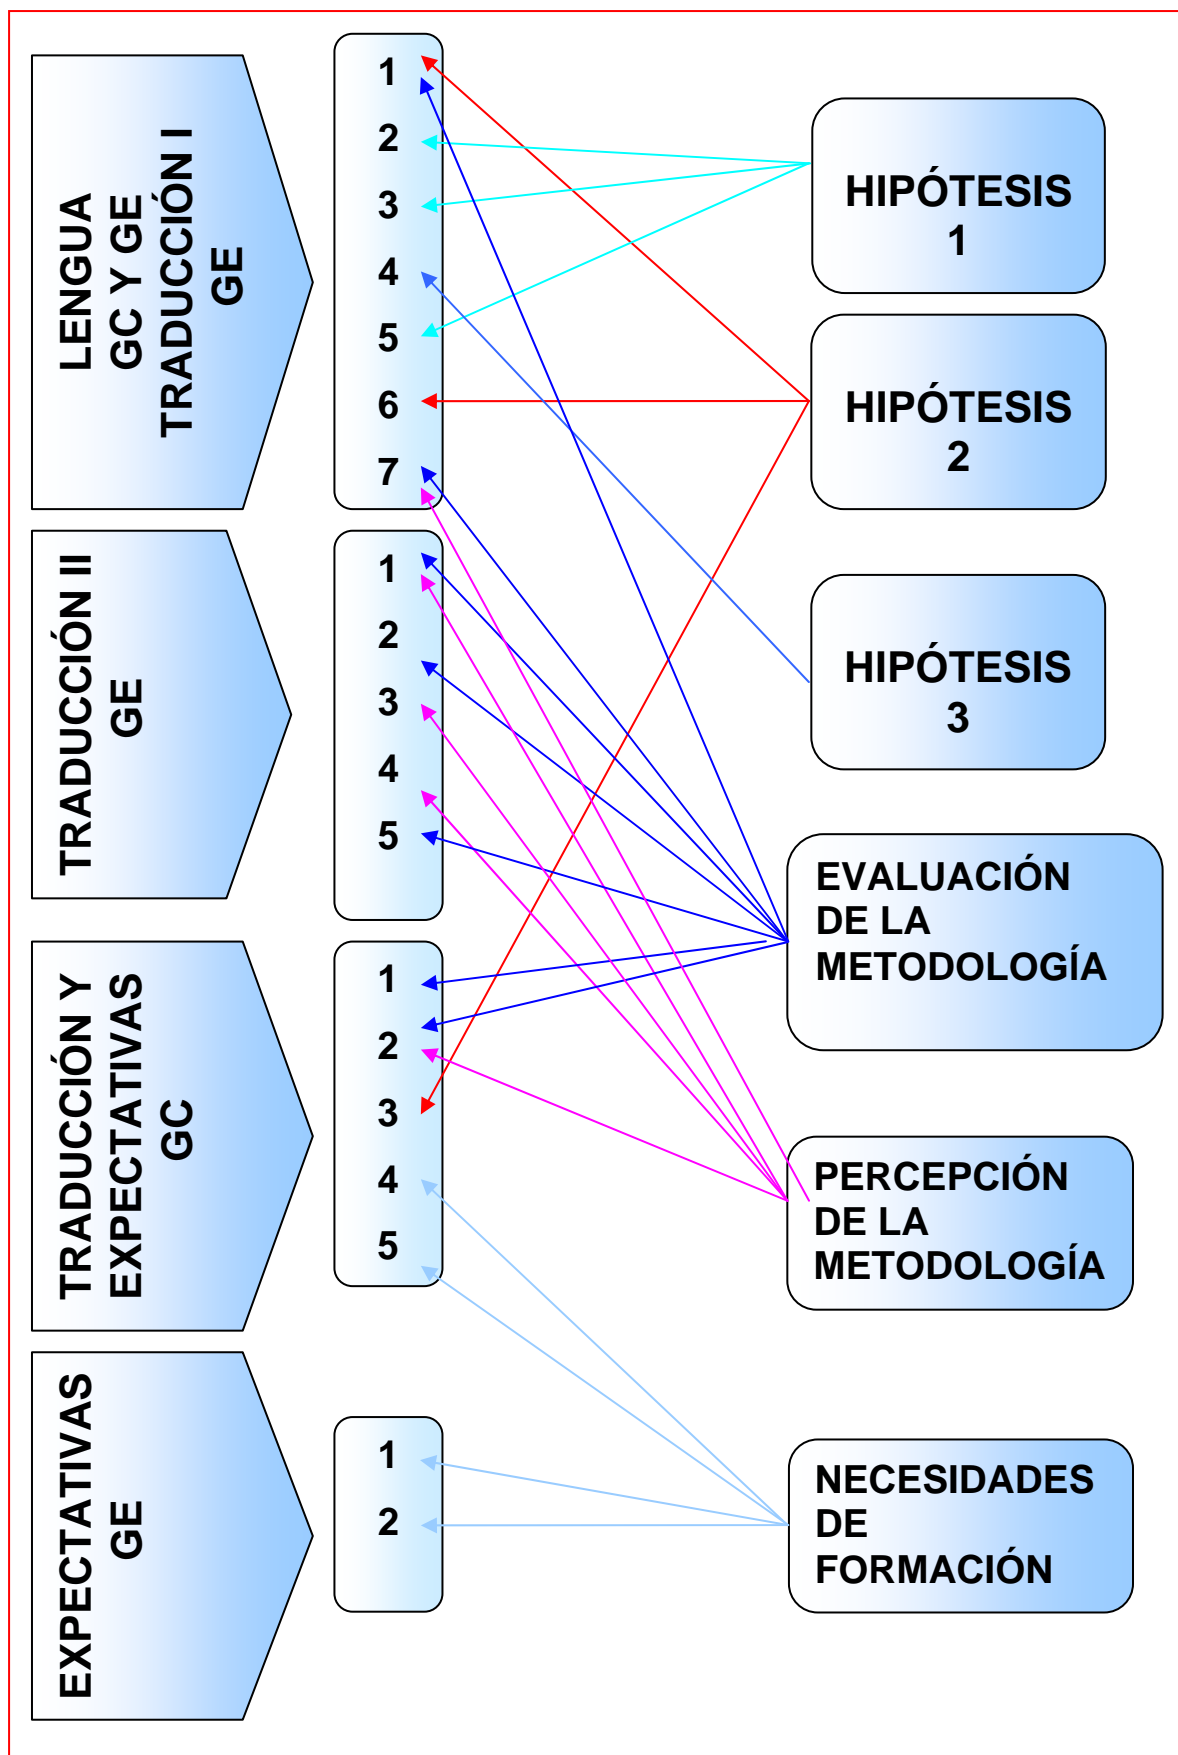 LENGUA
GC Y GE
TRADUCCIÓN I
GE
1
2
3
4
5
6
7
HIPÓTESIS
1
HIPÓTESIS
2
HIPÓTESIS
3
TRADUCCIÓN II
GE
1
2
3
4
5
EVALUACIÓN
DE LA
METODOLOGÍA
TRADUCCIÓN Y
EXPECTATIVAS
GC
1
2
3
4
5
PERCEPCIÓN
DE LA
METODOLOGÍA
EXPECTATIVAS
GE
1
2
NECESIDADES
DE
FORMACIÓN